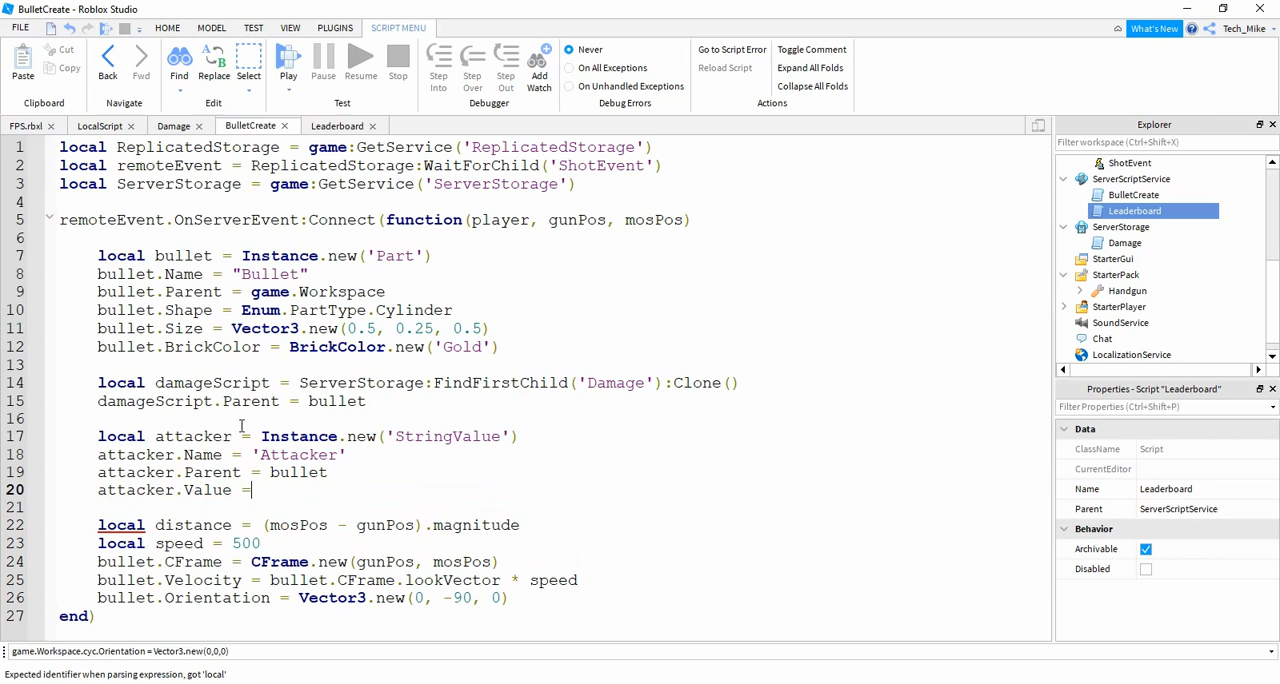 BulletCreate - Roblox Studio
FILE HOME MODEL TEST VIEW PLUGINS SCRIPT MENU What's New Tech_Mike
Paste Cut Copy Back Fwd Find Replace Select Play Pause Resume Stop Step Into Step Over Step Out Add Watch
Never
On All Exceptions
On Unhandled Exceptions
Go to Script Error
Reload Script
Toggle Comment
Expand All Folds
Collapse All Folds
Clipboard Navigate Edit Test Debugger Debug Errors Actions
FPS.rbxl LocalScript Damage BulletCreate Leaderboard
1 local ReplicatedStorage = game:GetService('ReplicatedStorage')
2 local remoteEvent = ReplicatedStorage:WaitForChild('ShotEvent')
3 local ServerStorage = game:GetService('ServerStorage')
4
5 remoteEvent.OnServerEvent:Connect(function(player, gunPos, mosPos)
6
7 local bullet = Instance.new('Part')
8 bullet.Name = "Bullet"
9 bullet.Parent = game.Workspace
10 bullet.Shape = Enum.PartType.Cylinder
11 bullet.Size = Vector3.new(0.5, 0.25, 0.5)
12 bullet.BrickColor = BrickColor.new('Gold')
13
14 local damageScript = ServerStorage:FindFirstChild('Damage'):Clone()
15 damageScript.Parent = bullet
16
17 local attacker = Instance.new('StringValue')
18 attacker.Name = 'Attacker'
19 attacker.Parent = bullet
20 attacker.Value =
21
22 local distance = (mosPos - gunPos).magnitude
23 local speed = 500
24 bullet.CFrame = CFrame.new(gunPos, mosPos)
25 bullet.Velocity = bullet.CFrame.lookVector * speed
26 bullet.Orientation = Vector3.new(0, -90, 0)
27 end)
Explorer
Filter workspace (Ctrl+Shift+X)
ShotEvent
ServerScriptService
BulletCreate
Leaderboard
ServerStorage
Damage
StarterGui
StarterPack
Handgun
StarterPlayer
SoundService
Chat
LocalizationService
Properties - Script "Leaderboard"
Filter Properties (Ctrl+Shift+P)
Data
ClassName Script
CurrentEditor
Name Leaderboard
Parent ServerScriptService
Behavior
Archivable
Disabled
game.Workspace.cyc.Orientation = Vector3.new(0,0,0)
Expected identifier when parsing expression, got 'local'